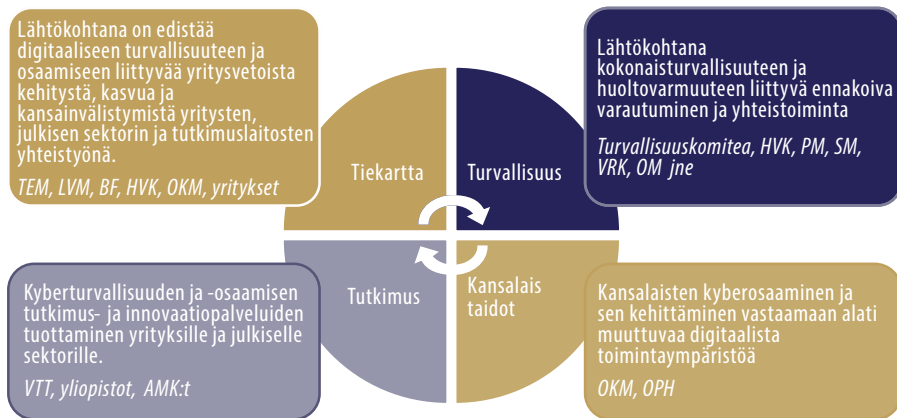 Lähtökohtana on edistää
digitaaliseen turvallisuuteen ja
osaamiseen liittyvää yritysvetoista
kehitystä, kasvua ja
kansainvälistymistä yritysten,
julkisen sektorin ja tutkimuslaitosten
yhteistyönä.
TEM, LVM, BF, HVK, OKM, yritykset
Tiekartta
Turvallisuus
Lähtökohtana
kokonaisturvallisuuteen ja
huoltovarmuuteen liittyvä ennakoiva
varautuminen ja yhteistoiminta
Turvallisuuskomitea, HVK, PM, SM,
VRK, OM jne
Kyberturvallisuuden ja -osaamisen
tutkimus- ja innovaatiopalveluiden
tuottaminen yrityksille ja julkiselle
sektorille.
VTT, yliopistot, AMK:t
Tutkimus
Kansalais
taidot
Kansalaisten kyberosaaminen ja
sen kehittäminen vastaamaan alati
muuttuvaa digitaalista
toimintaympäristöä
OKM, OPH